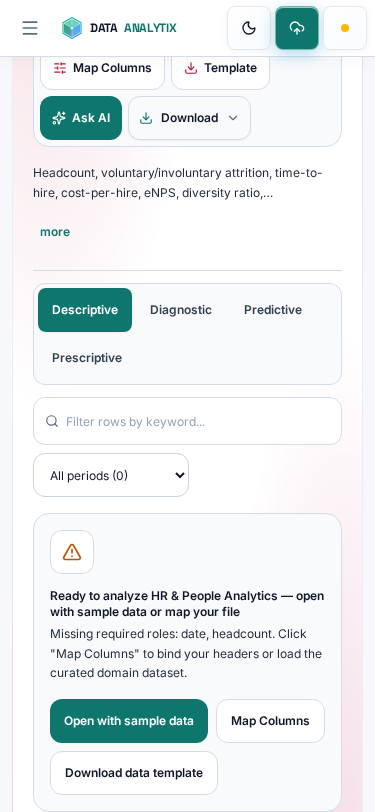 DATA ANALYTIX
Map Columns
Template
Ask AI
Download
Headcount, voluntary/involuntary attrition, time-to-
hire, cost-per-hire, eNPS, diversity ratio,...
more
Descriptive
Diagnostic
Predictive
Prescriptive
Filter rows by keyword...
All periods (0)
Ready to analyze HR & People Analytics — open
with sample data or map your file
Missing required roles: date, headcount. Click
"Map Columns" to bind your headers or load the
curated domain dataset.
Open with sample data
Map Columns
Download data template